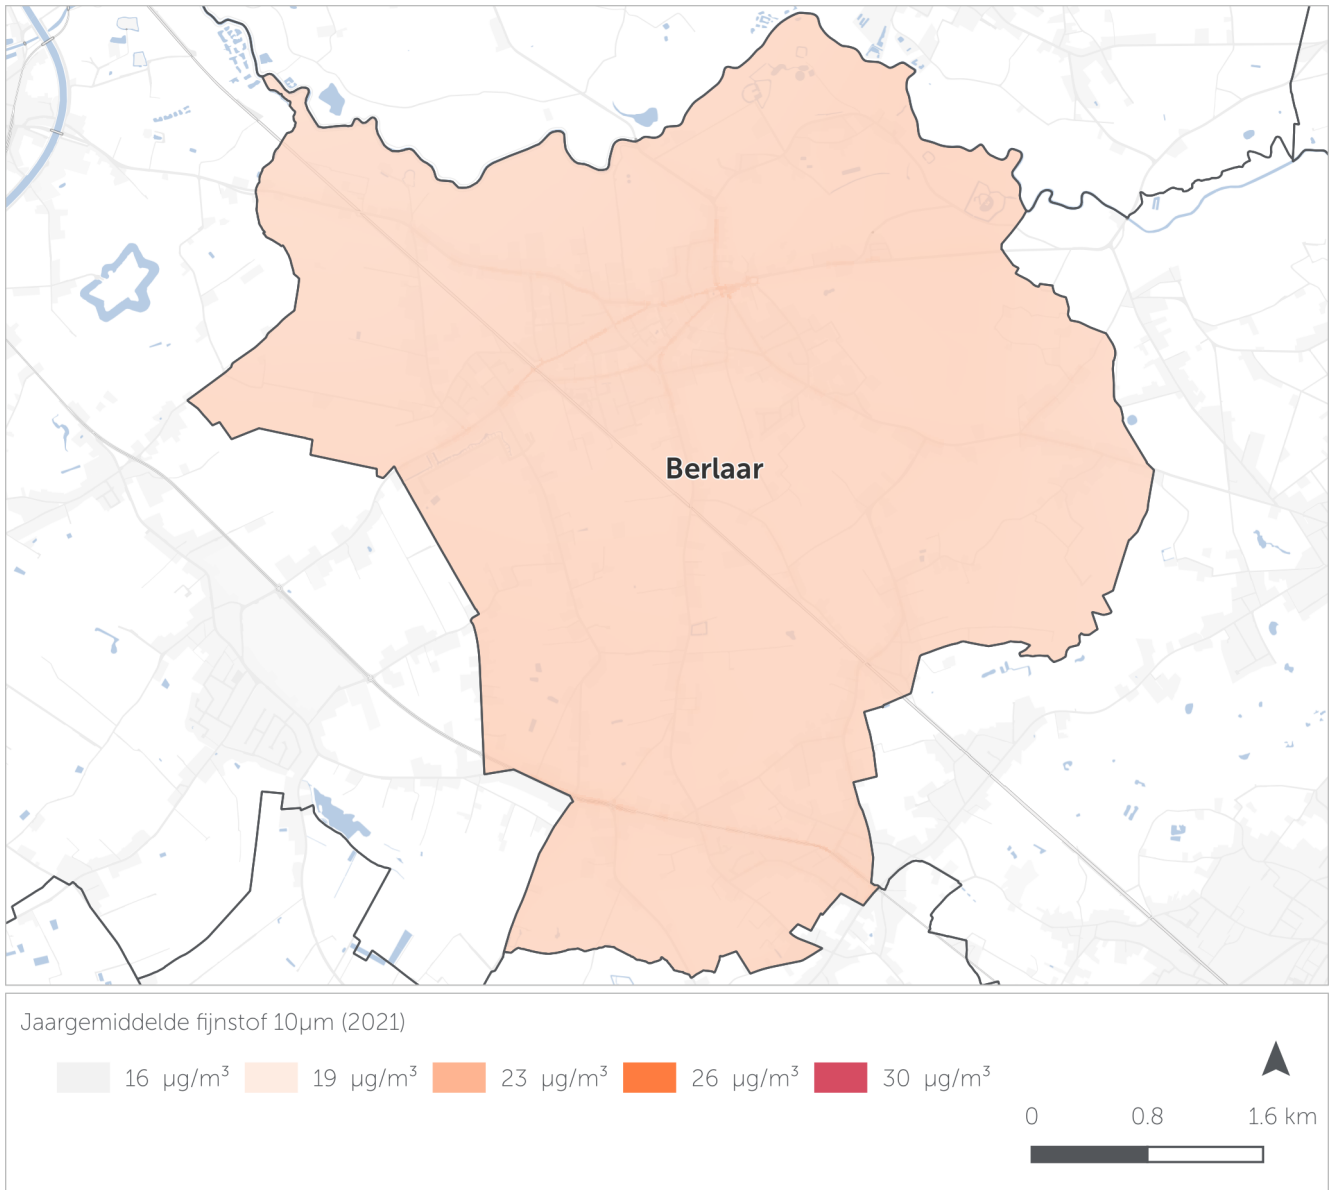 Berlaar
Jaargemiddelde fijnstof 10µm (2021)
16 µg/m³ 19 µg/m³ 23 µg/m³ 26 µg/m³ 30 µg/m³
0 0.8 1.6 km